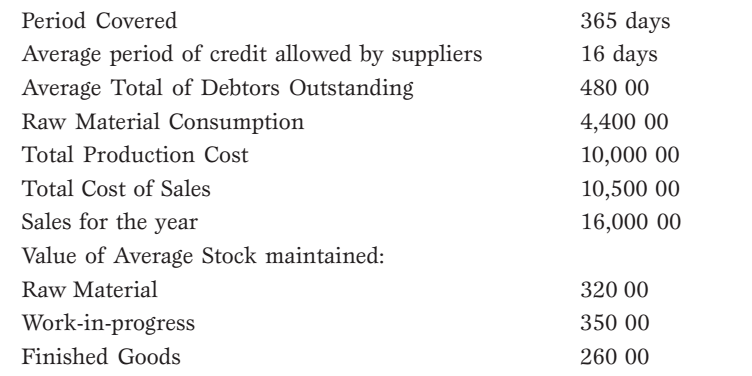 Period Covered 365 days
Average period of credit allowed by suppliers 16 days
Average Total of Debtors Outstanding 480 00
Raw Material Consumption 4,400 00
Total Production Cost 10,000 00
Total Cost of Sales 10,500 00
Sales for the year 16,000 00
Value of Average Stock maintained:
Raw Material 320 00
Work-in-progress 350 00
Finished Goods 260 00